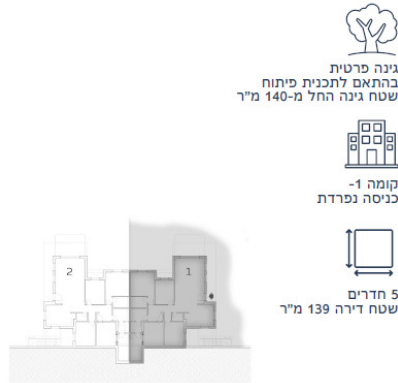 גינה פרטית
בהתאם לתכנית פיתוח
שטח גינה החל מ-140 מ"ר
קומה 1-
כניסה נפרדת
5 חדרים
שטח דירה 139 מ"ר
2
1